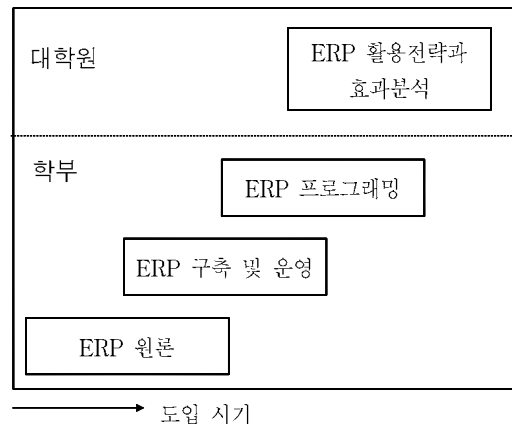 대학원
ERP 활용전략과
효과분석
학부
ERP 프로그래밍
ERP 구축 및 운영
ERP 원론
도입 시기